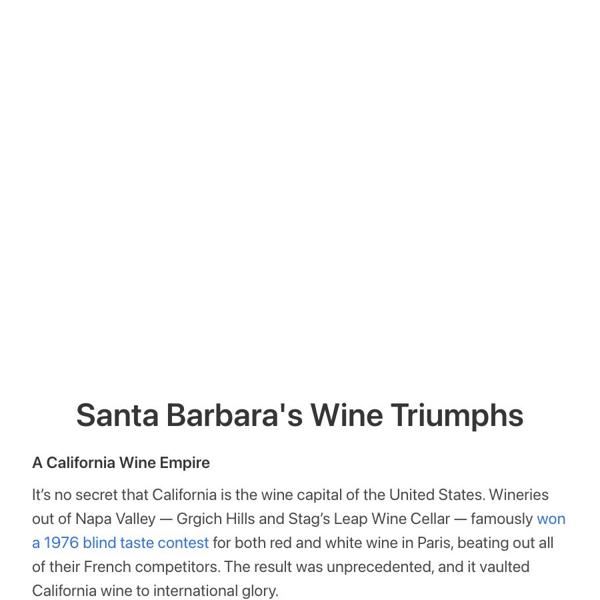 Santa Barbara's Wine Triumphs
A California Wine Empire
It’s no secret that California is the wine capital of the United States. Wineries
out of Napa Valley — Grgich Hills and Stag’s Leap Wine Cellar — famously won
a 1976 blind taste contest for both red and white wine in Paris, beating out all
of their French competitors. The result was unprecedented, and it vaulted
California wine to international glory.